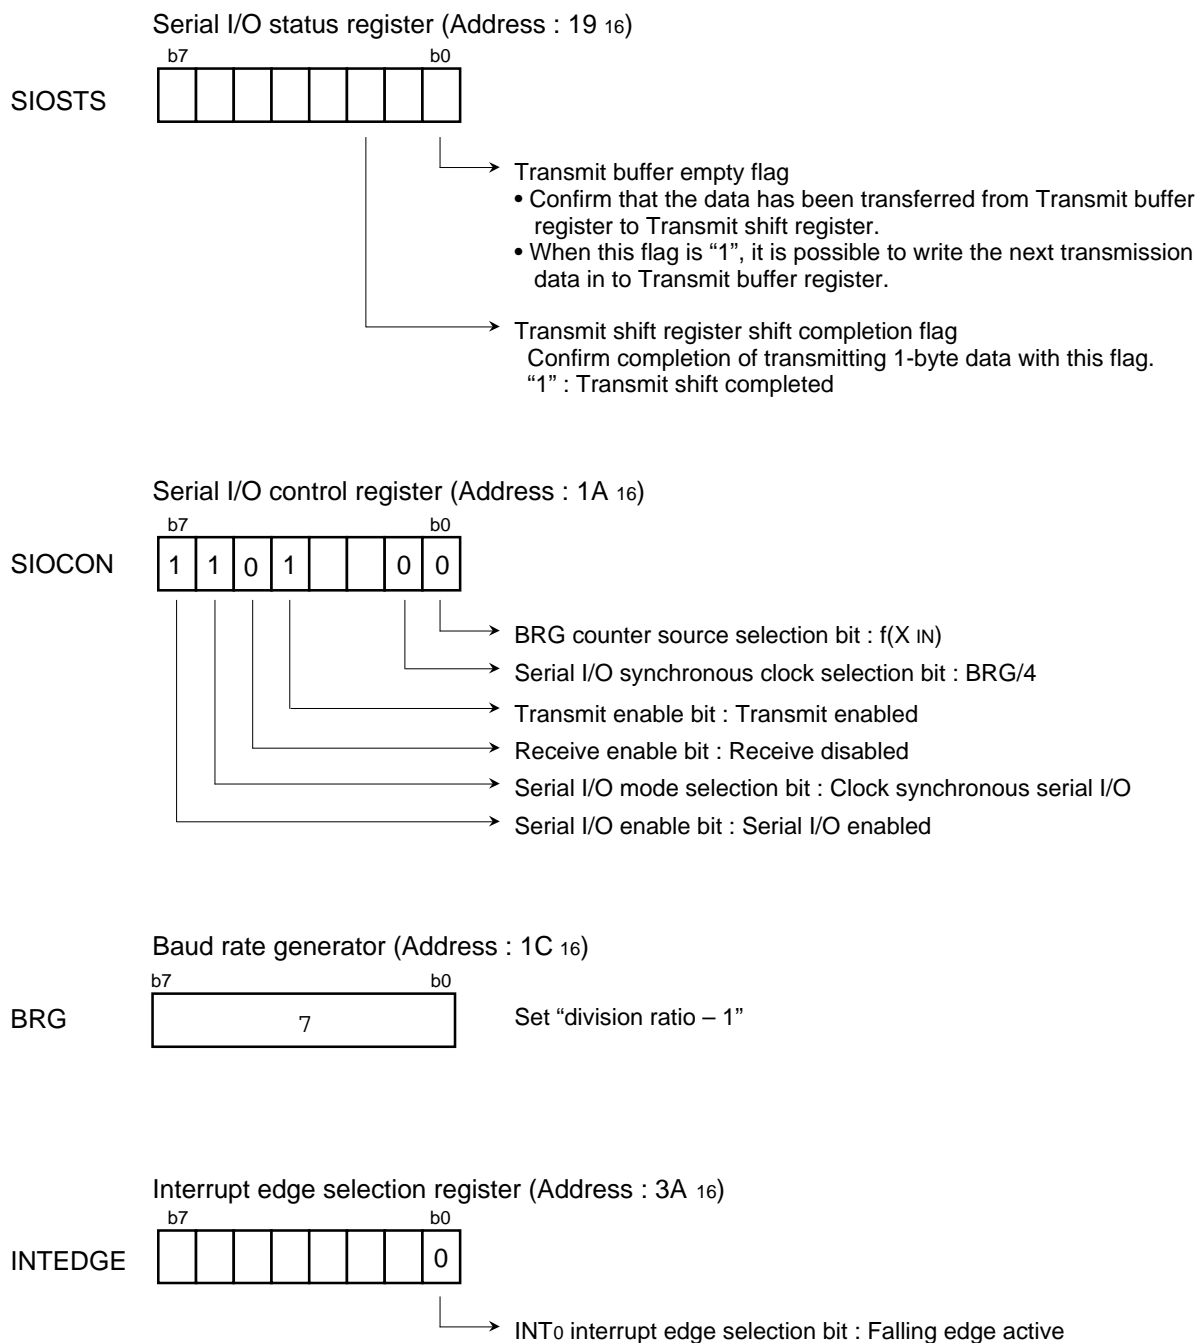 Serial I/O status register (Address : 19 16)
b7 b0
SIOSTS
Transmit buffer empty flag
• Confirm that the data has been transferred from Transmit buffer
register to Transmit shift register.
• When this flag is “1”, it is possible to write the next transmission
data in to Transmit buffer register.
Transmit shift register shift completion flag
Confirm completion of transmitting 1-byte data with this flag.
“1” : Transmit shift completed
Serial I/O control register (Address : 1A 16)
b7 b0
SIOCON 1 1 0 1 0 0
BRG counter source selection bit : f(X IN)
Serial I/O synchronous clock selection bit : BRG/4
Transmit enable bit : Transmit enabled
Receive enable bit : Receive disabled
Serial I/O mode selection bit : Clock synchronous serial I/O
Serial I/O enable bit : Serial I/O enabled
Baud rate generator (Address : 1C 16)
b7 b0
BRG 7 Set “division ratio – 1”
Interrupt edge selection register (Address : 3A 16)
b7 b0
INTEDGE 0
INT0 interrupt edge selection bit : Falling edge active